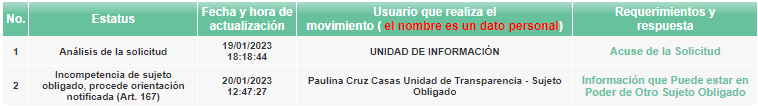 No. Estatus Fecha y hora de actualización Usuario que realiza el movimiento ( el nombre es un dato personal) Requerimientos y respuesta
1 Análisis de la solicitud 19/01/2023 18:18:44 UNIDAD DE INFORMACIÓN Acuse de la Solicitud
2 Incompetencia de sujeto obligado, procede orientación notificada (Art. 167) 20/01/2023 12:47:27 Paulina Cruz Casas Unidad de Transparencia - Sujeto Obligado Información que Puede estar en Poder de Otro Sujeto Obligado